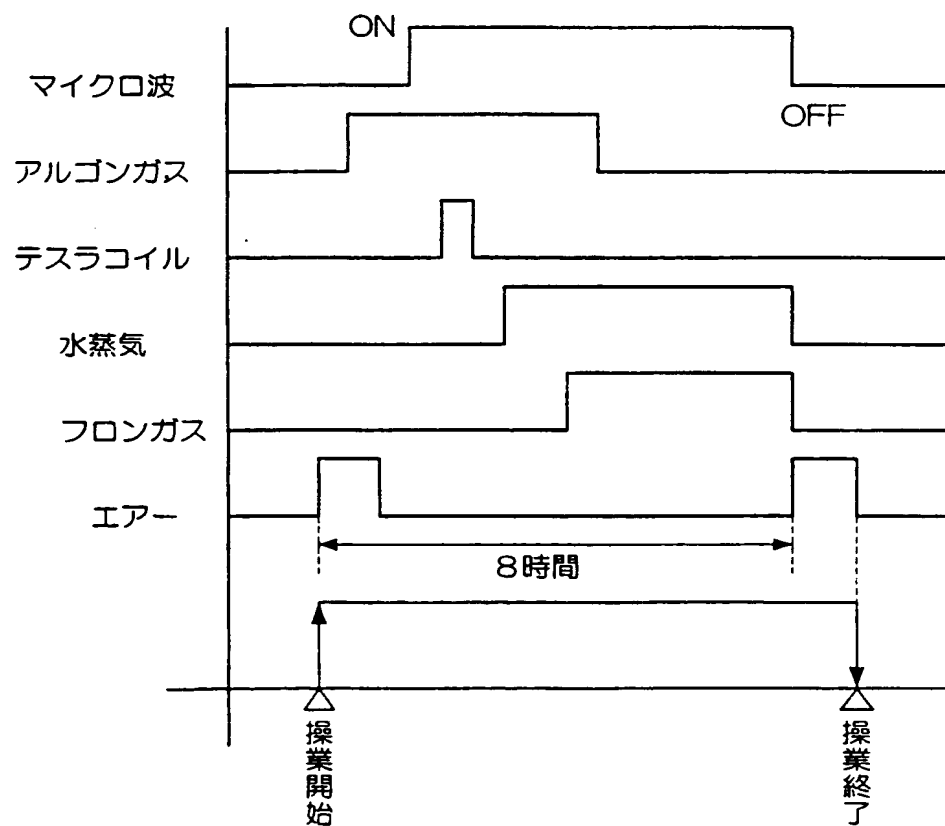 ON
マイクロ波
OFF
アルゴンガス
テスラコイル
水蒸気
フロンガス
エアー
8時間
操業開始
操業終了